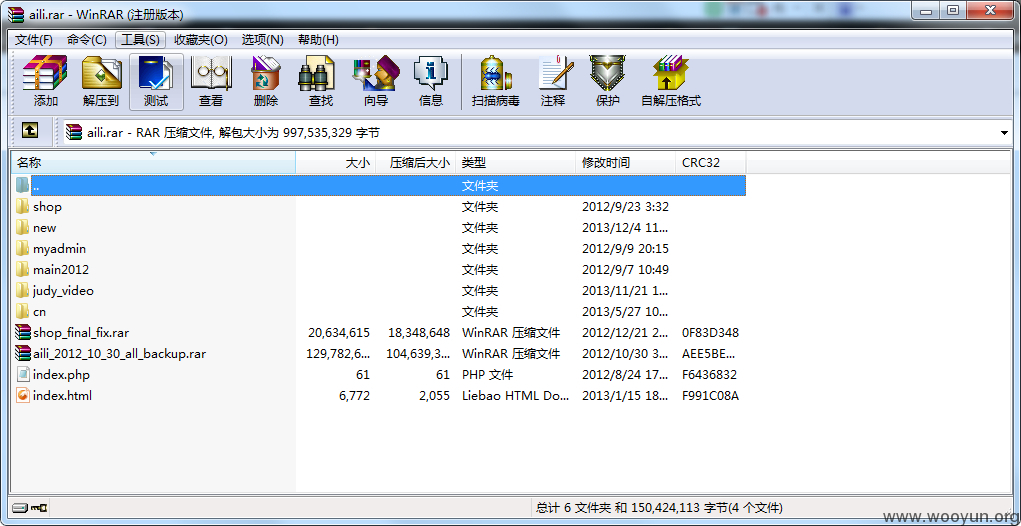 aili.rar - WinRAR (注册版本)
文件(F) 命令(C) 工具(S) 收藏夹(O) 选项(N) 帮助(H)
添加 解压到 测试 查看 删除 查找 向导 信息 扫描病毒 注释 保护 自解压格式
aili.rar - RAR 压缩文件, 解包大小为 997,535,329 字节
名称 大小 压缩后大小 类型 修改时间 CRC32
.. 文件夹
shop 文件夹 2012/9/23 3:32
new 文件夹 2013/12/4 11...
myadmin 文件夹 2012/9/9 20:15
main2012 文件夹 2012/9/7 10:49
judy_video 文件夹 2013/11/21 1...
cn 文件夹 2013/5/27 10...
shop_final_fix.rar 20,634,615 18,348,648 WinRAR 压缩文件 2012/12/21 2... 0F83D348
aili_2012_10_30_all_backup.rar 129,782,6... 104,639,3... WinRAR 压缩文件 2012/10/30 3... AEE5BE...
index.php 61 61 PHP 文件 2012/8/24 17... F6436832
index.html 6,772 2,055 Liebao HTML Do... 2013/1/15 18... F991C08A
总计 6 文件夹 和 150,424,113 字节(4 个文件)
www.wooyun.org